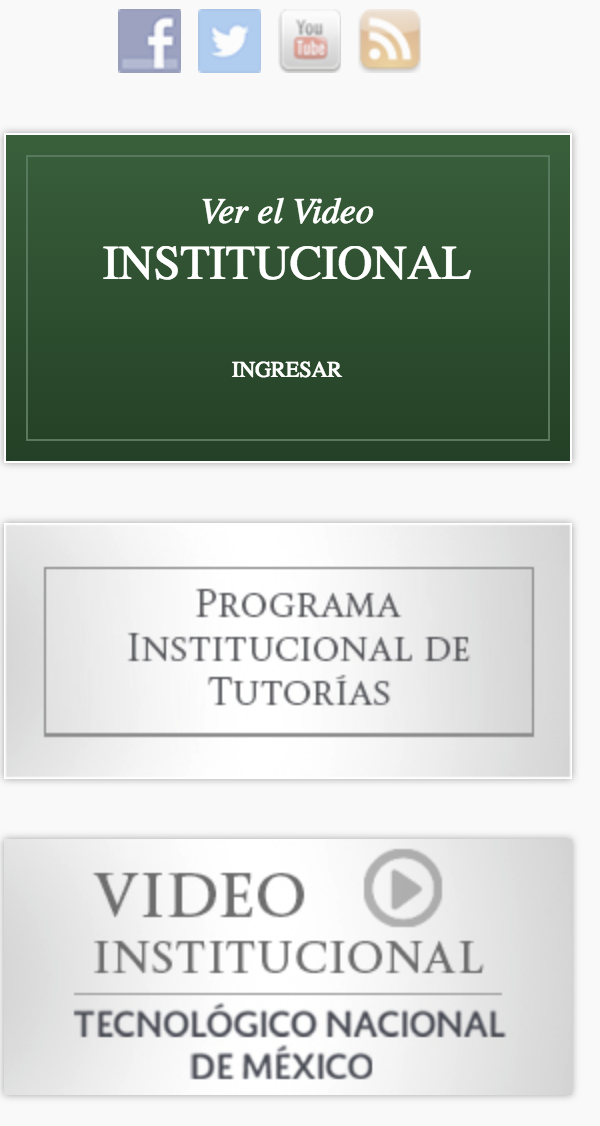 f
You
Tube
Ver el Video
INSTITUCIONAL
INGRESAR
PROGRAMA
INSTITUCIONAL DE
TUTORÍAS
VIDEO
INSTITUCIONAL
TECNOLÓGICO NACIONAL
DE MÉXICO